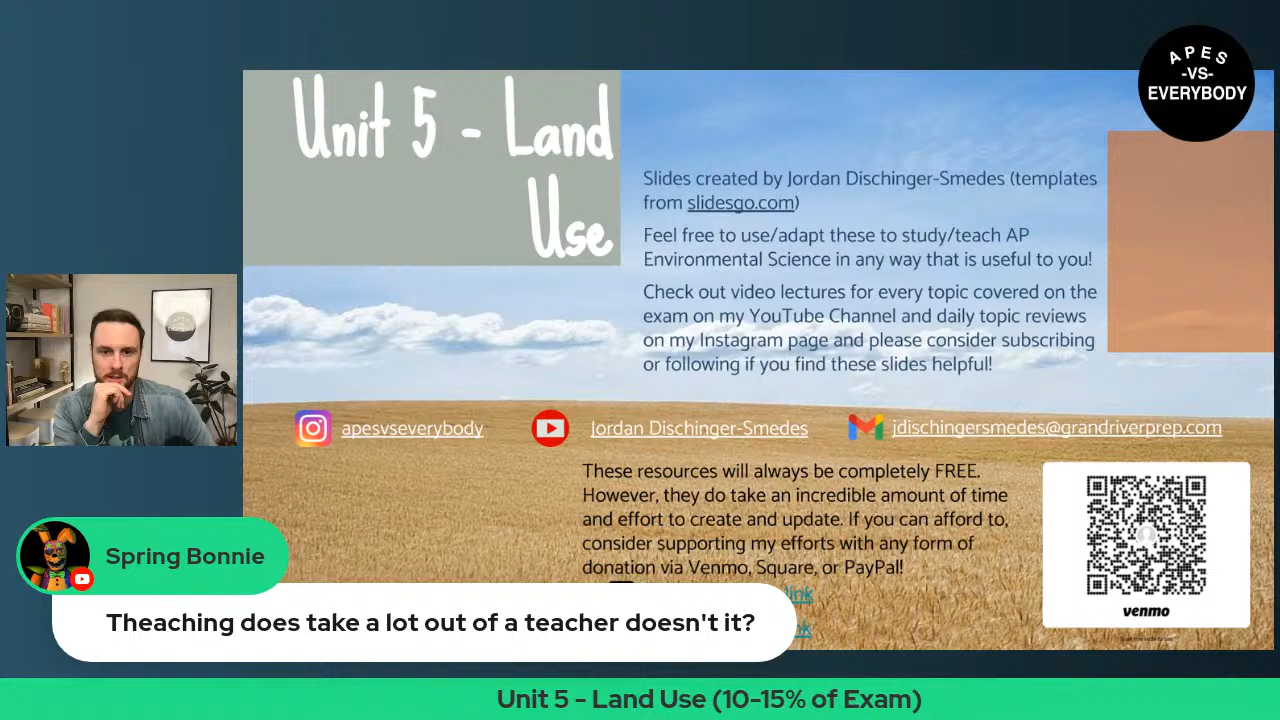 APES
-VS-
EVERYBODY
Unit 5 - Land
Use
Slides created by Jordan Dischinger-Smedes (templates
from slidesgo.com)
Feel free to use/adapt these to study/teach AP
Environmental Science in any way that is useful to you!
Check out video lectures for every topic covered on the
exam on my YouTube Channel and daily topic reviews
on my Instagram page and please consider subscribing
or following if you find these slides helpful!
apesvseverybody
Jordan Dischinger-Smedes
jdischingersmedes@grandriverprep.com
These resources will always be completely FREE.
However, they do take an incredible amount of time
and effort to create and update. If you can afford to,
consider supporting my efforts with any form of
donation via Venmo, Square, or PayPal!
link
venmo
Spring Bonnie
Theaching does take a lot out of a teacher doesn't it?
Unit 5 - Land Use (10-15% of Exam)